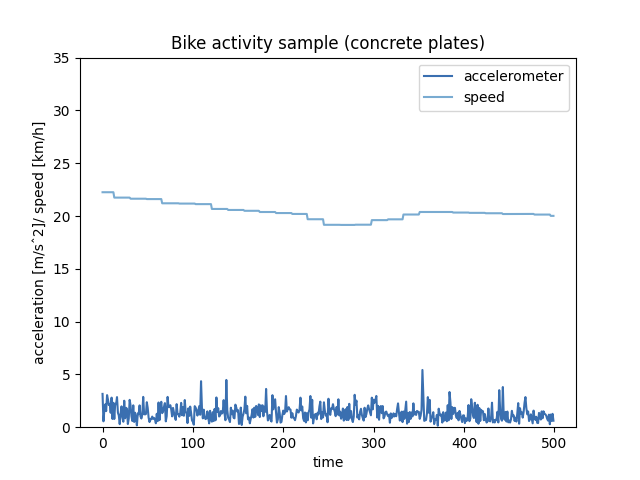 Bike activity sample (concrete plates)
accelerometer
speed
acceleration [m/sˆ2]/ speed [km/h]
35
30
25
20
15
10
5
0
0 100 200 300 400 500
time